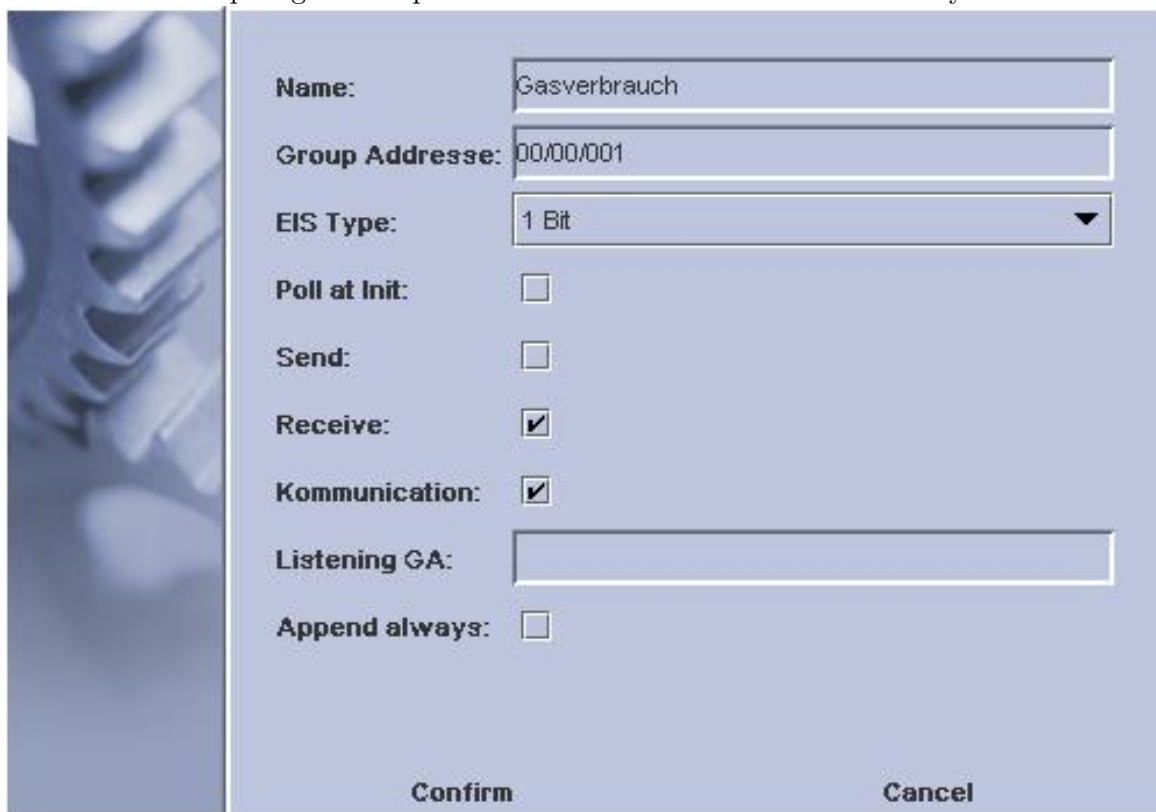 Name: Gasverbrauch
Group Addresse: 00/00/001
EIS Type: 1 Bit
Poll at Init:
Send:
Receive:
Kommunication:
Listening GA:
Append always:
Confirm Cancel